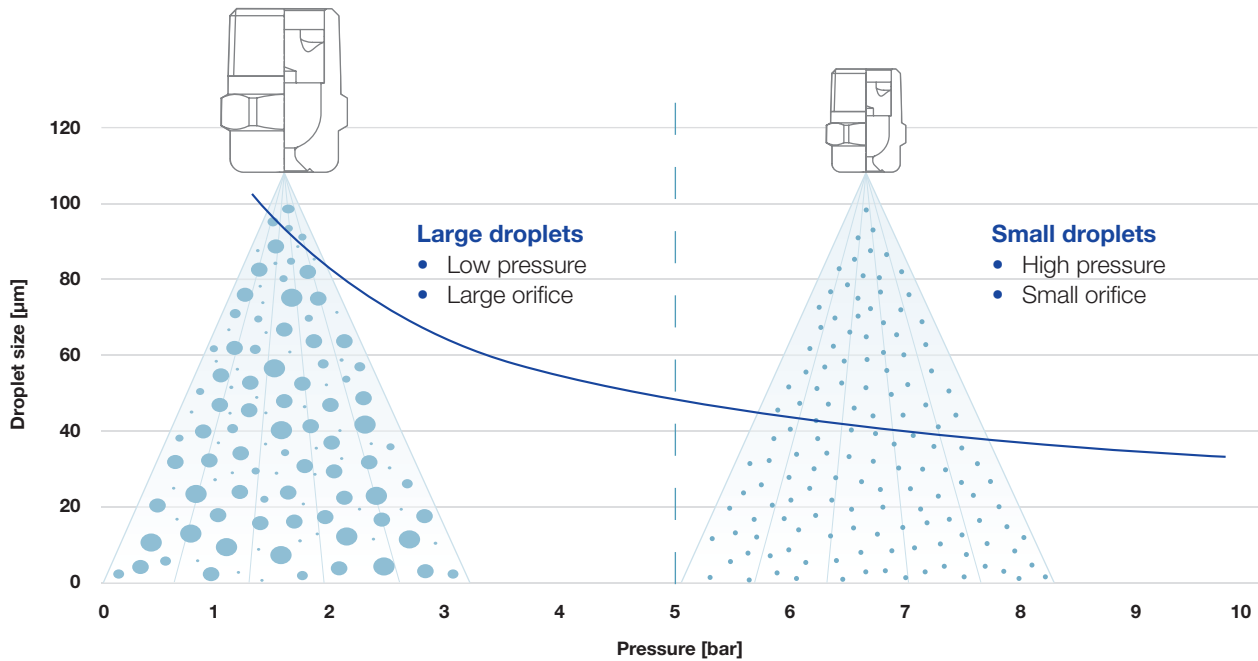 120
100
80
60
40
20
0
Droplet size [µm]
Large droplets
• Low pressure
• Large orifice
Small droplets
• High pressure
• Small orifice
0 1 2 3 4 5 6 7 8 9 10
Pressure [bar]